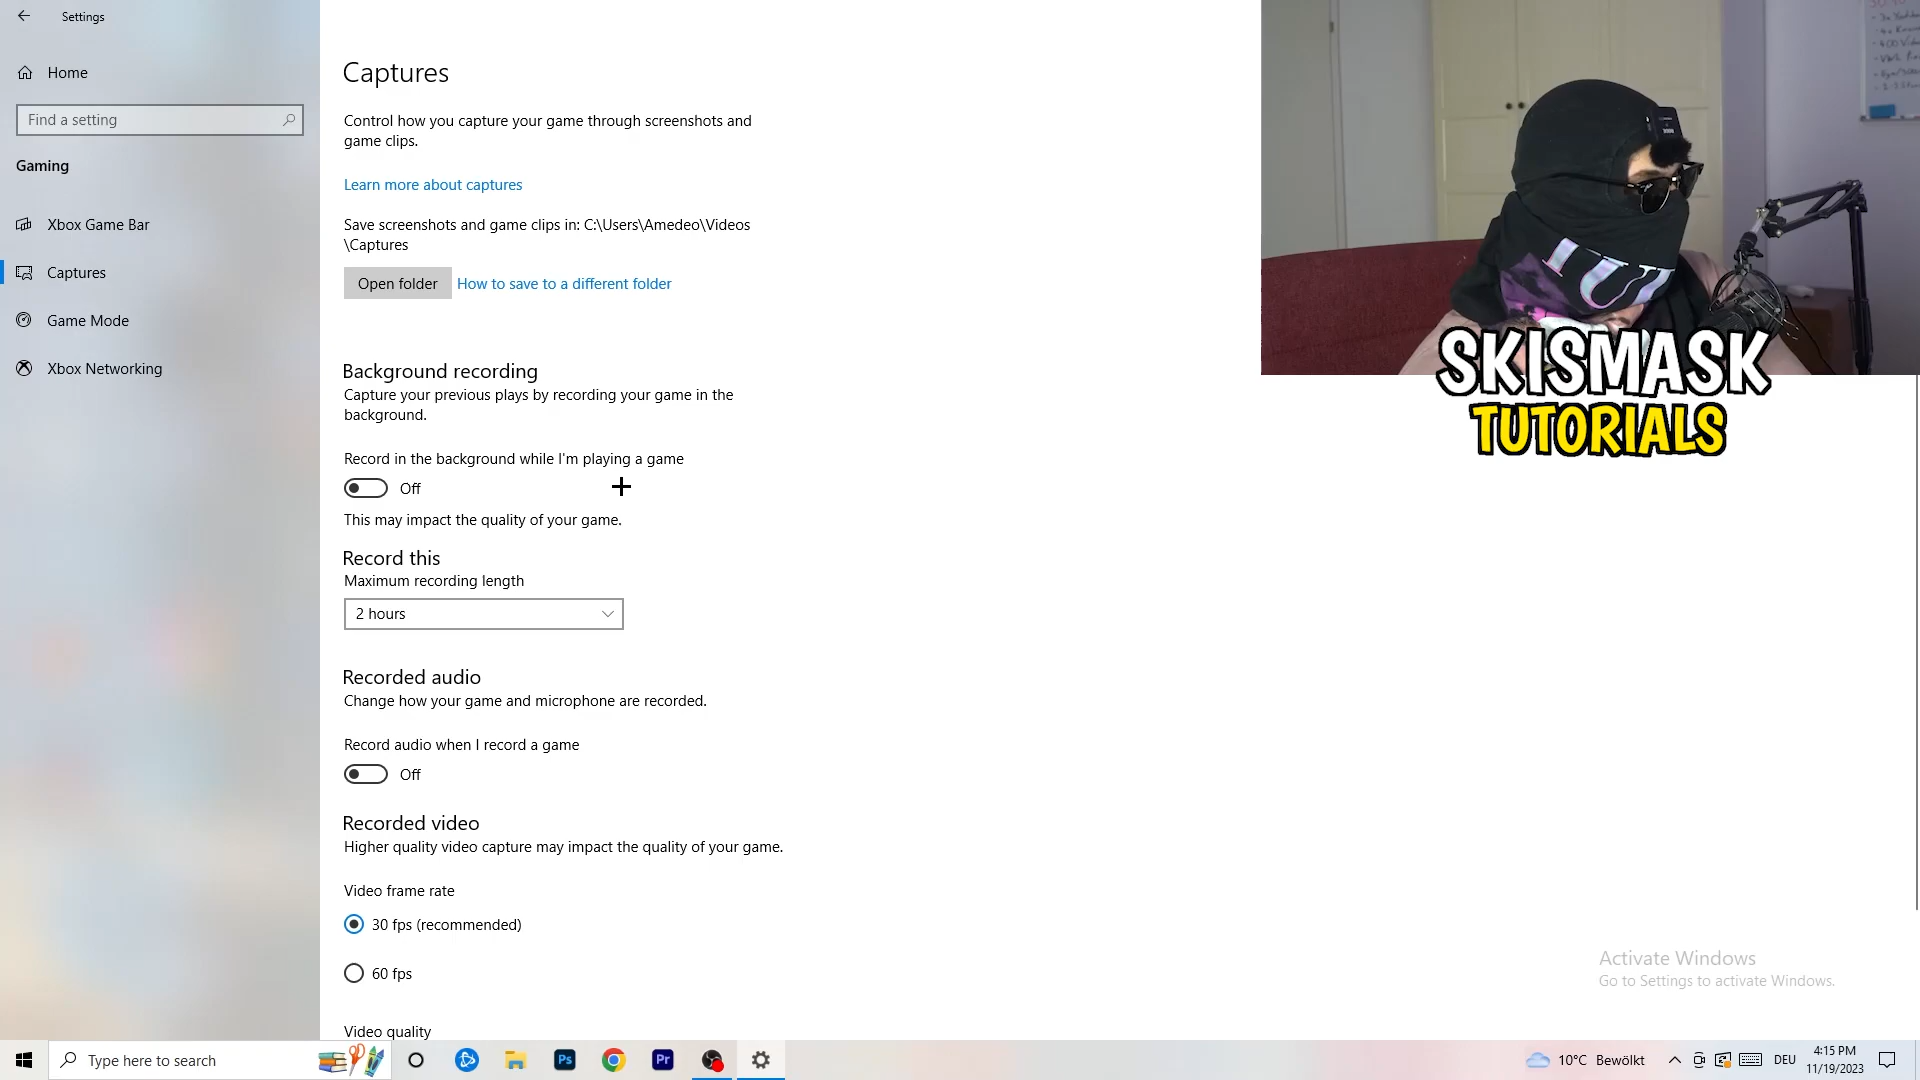 Settings
Home
Find a setting
Gaming
Xbox Game Bar
Captures
Game Mode
Xbox Networking
Captures
Control how you capture your game through screenshots and
game clips.
Learn more about captures
Save screenshots and game clips in: C:\Users\Amedeo\Videos
\Captures
Open folder
How to save to a different folder
Background recording
Capture your previous plays by recording your game in the
background.
Record in the background while I'm playing a game
Off
This may impact the quality of your game.
Record this
Maximum recording length
2 hours
Recorded audio
Change how your game and microphone are recorded.
Record audio when I record a game
Off
Recorded video
Higher quality video capture may impact the quality of your game.
Video frame rate
30 fps (recommended)
60 fps
Video quality
SKISMASK
TUTORIALS
Activate Windows
Go to Settings to activate Windows.
Type here to search
Ps
Pr
10°C Bewölkt
DEU
4:15 PM
11/19/2023